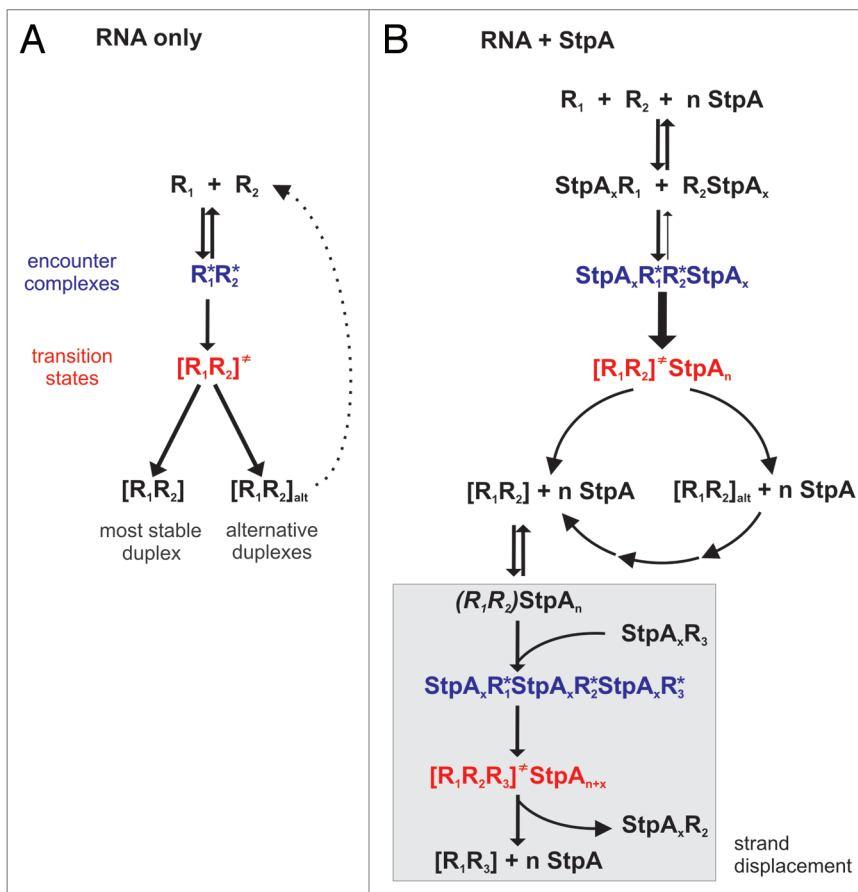 A RNA only
R₁ + R₂
encounter
complexes
R*₁R*₂
transition
states
[R₁R₂]≠
[R₁R₂] [R₁R₂]alt
most stable alternative
duplex duplexes
B RNA + StpA
R₁ + R₂ + n StpA
StpAₓR₁ + R₂StpAₓ
StpAₓR*₁R*₂StpAₓ
[R₁R₂]≠StpAₙ
[R₁R₂] + n StpA [R₁R₂]alt + n StpA
(R₁R₂)StpAₙ
StpAₓR₃
StpAₓR*₁StpAₓR*₂StpAₓR*₃
[R₁R₂R₃]≠StpAₙ₊ₓ
StpAₓR₂
[R₁R₃] + n StpA
strand
displacement